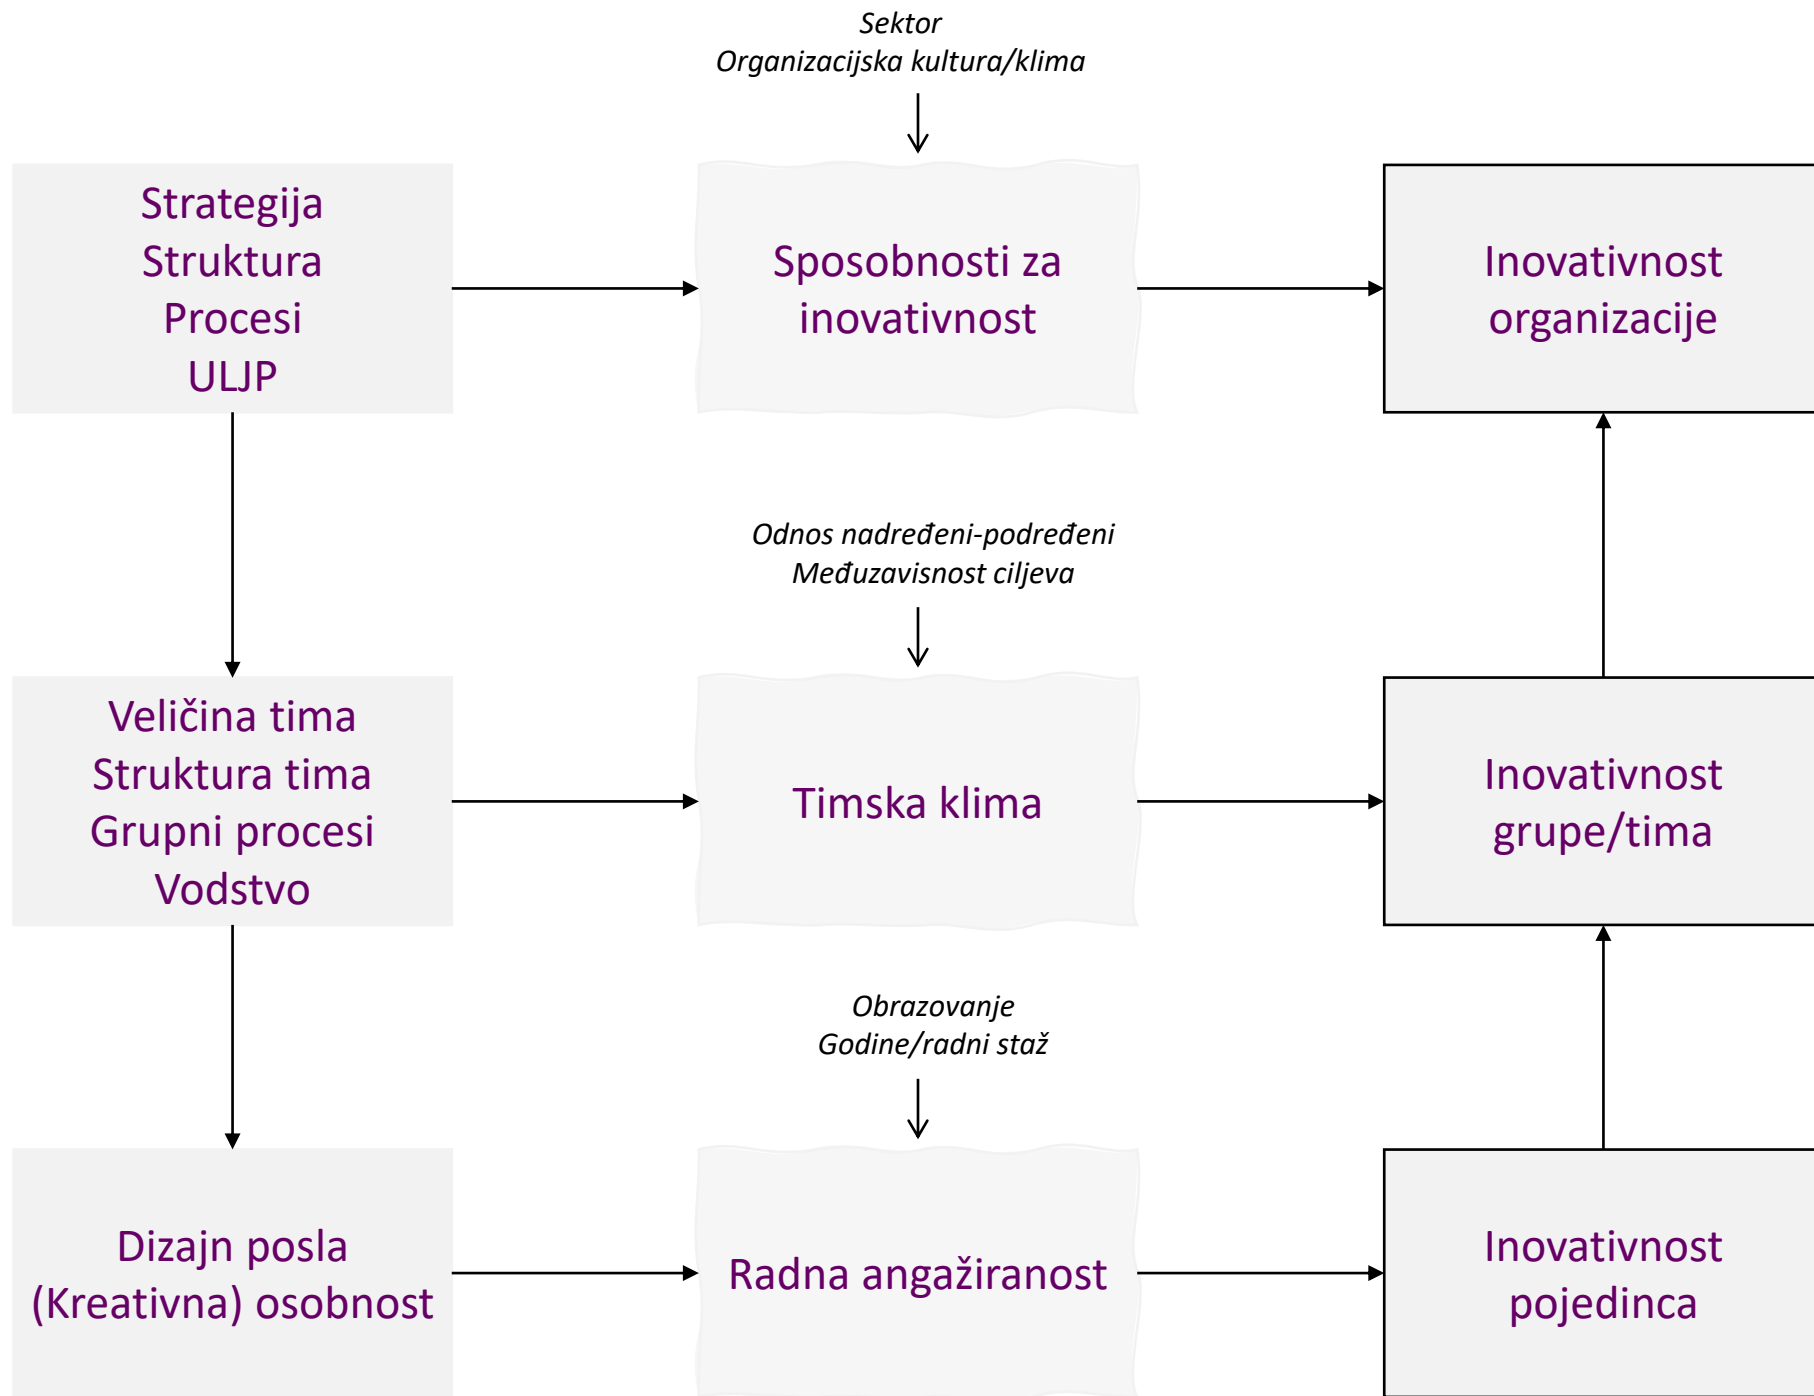 Sektor
Organizacijska kultura/klima
Strategija
Struktura
Procesi
ULJP
Sposobnosti za
inovativnost
Inovativnost
organizacije
Odnos nadređeni-podređeni
Međuzavisnost ciljeva
Veličina tima
Struktura tima
Grupni procesi
Vodstvo
Timska klima
Inovativnost
grupe/tima
Obrazovanje
Godine/radni staž
Dizajn posla
(Kreativna) osobnost
Radna angažiranost
Inovativnost
pojedinca